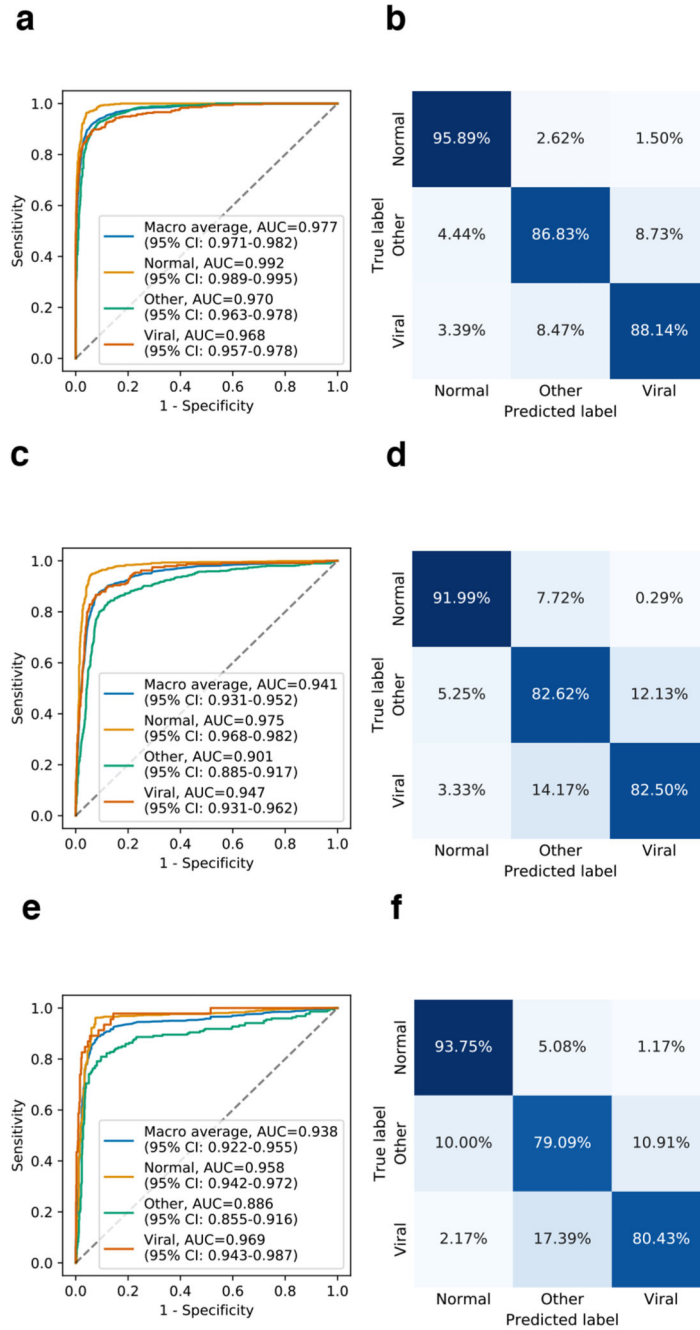 a
b
1.0
0.8
0.6
0.4
0.2
0.0
Sensitivity
Macro average, AUC=0.977
(95% CI: 0.971-0.982)
Normal, AUC=0.992
(95% CI: 0.989-0.995)
Other, AUC=0.970
(95% CI: 0.963-0.978)
Viral, AUC=0.968
(95% CI: 0.957-0.978)
0.0 0.2 0.4 0.6 0.8 1.0
1 - Specificity
True label
Normal
95.89% 2.62% 1.50%
Other
4.44% 86.83% 8.73%
Viral
3.39% 8.47% 88.14%
Normal Other Viral
Predicted label
c
d
1.0
0.8
0.6
0.4
0.2
0.0
Sensitivity
Macro average, AUC=0.941
(95% CI: 0.931-0.952)
Normal, AUC=0.975
(95% CI: 0.968-0.982)
Other, AUC=0.901
(95% CI: 0.885-0.917)
Viral, AUC=0.947
(95% CI: 0.931-0.962)
0.0 0.2 0.4 0.6 0.8 1.0
1 - Specificity
True label
Normal
91.99% 7.72% 0.29%
Other
5.25% 82.62% 12.13%
Viral
3.33% 14.17% 82.50%
Normal Other Viral
Predicted label
e
f
1.0
0.8
0.6
0.4
0.2
0.0
Sensitivity
Macro average, AUC=0.938
(95% CI: 0.922-0.955)
Normal, AUC=0.958
(95% CI: 0.942-0.972)
Other, AUC=0.886
(95% CI: 0.855-0.916)
Viral, AUC=0.969
(95% CI: 0.943-0.987)
0.0 0.2 0.4 0.6 0.8 1.0
1 - Specificity
True label
Normal
93.75% 5.08% 1.17%
Other
10.00% 79.09% 10.91%
Viral
2.17% 17.39% 80.43%
Normal Other Viral
Predicted label